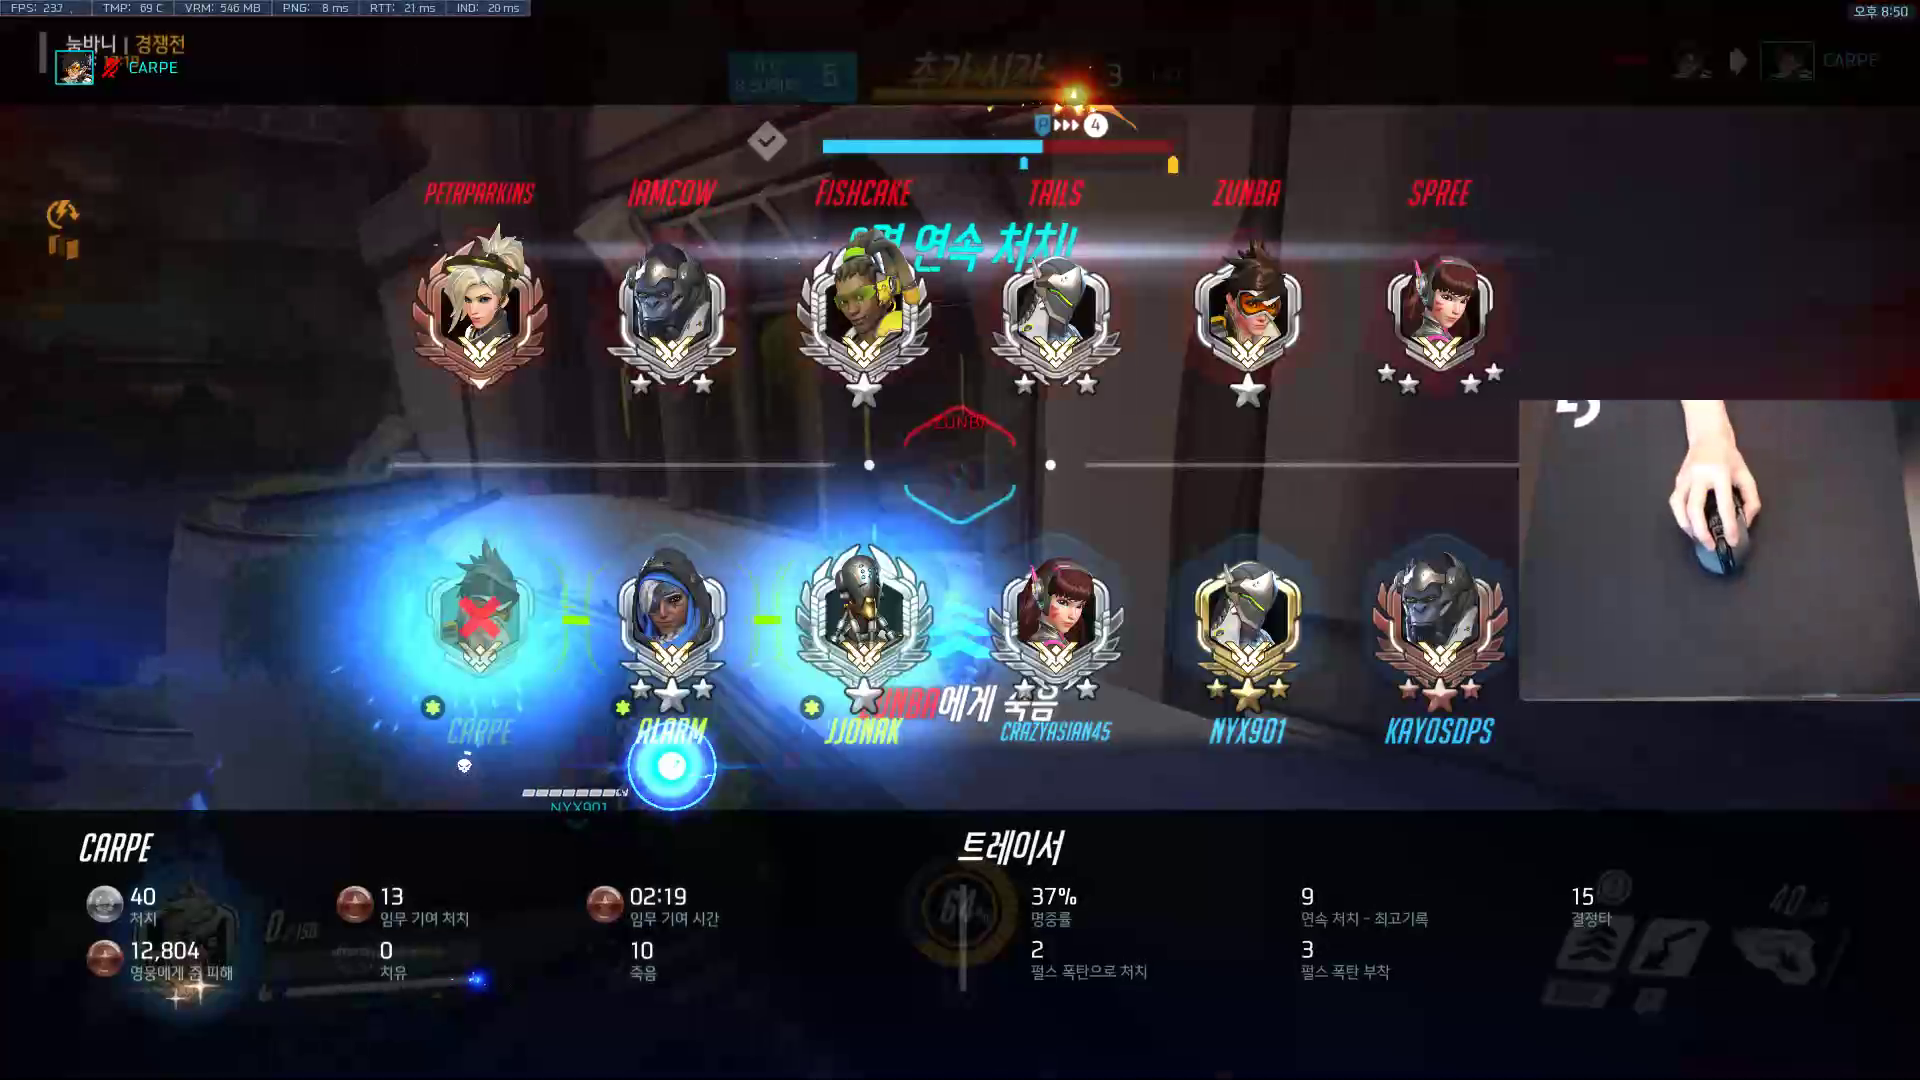 FPS: 237 , TMP: 69 C VRM: 546 MB PNG: 8 ms RTT: 21 ms IND: 20 ms
오후 8:50
눔바니 | 경쟁전
CARPE
5
추가 시간
3
CARPE
P
4
PETRPARKINS IAMCOW FISHCAKE TAILS ZUNBA SPREE
연속 처치!
ZUNBA
에게 죽음
CARPE ALARM JJONAK CRAZYASIAN45 NYX901 KAYOSDPS
NYX901
CARPE
트레이서
40 처치
13 임무 기여 처치
02:19 임무 기여 시간
12,804 영웅에게 준 피해
0 치유
10 죽음
37% 명중률
9 연속 처치 - 최고기록
15 결정타
2 펄스 폭탄으로 처치
3 펄스 폭탄 부착
64
40